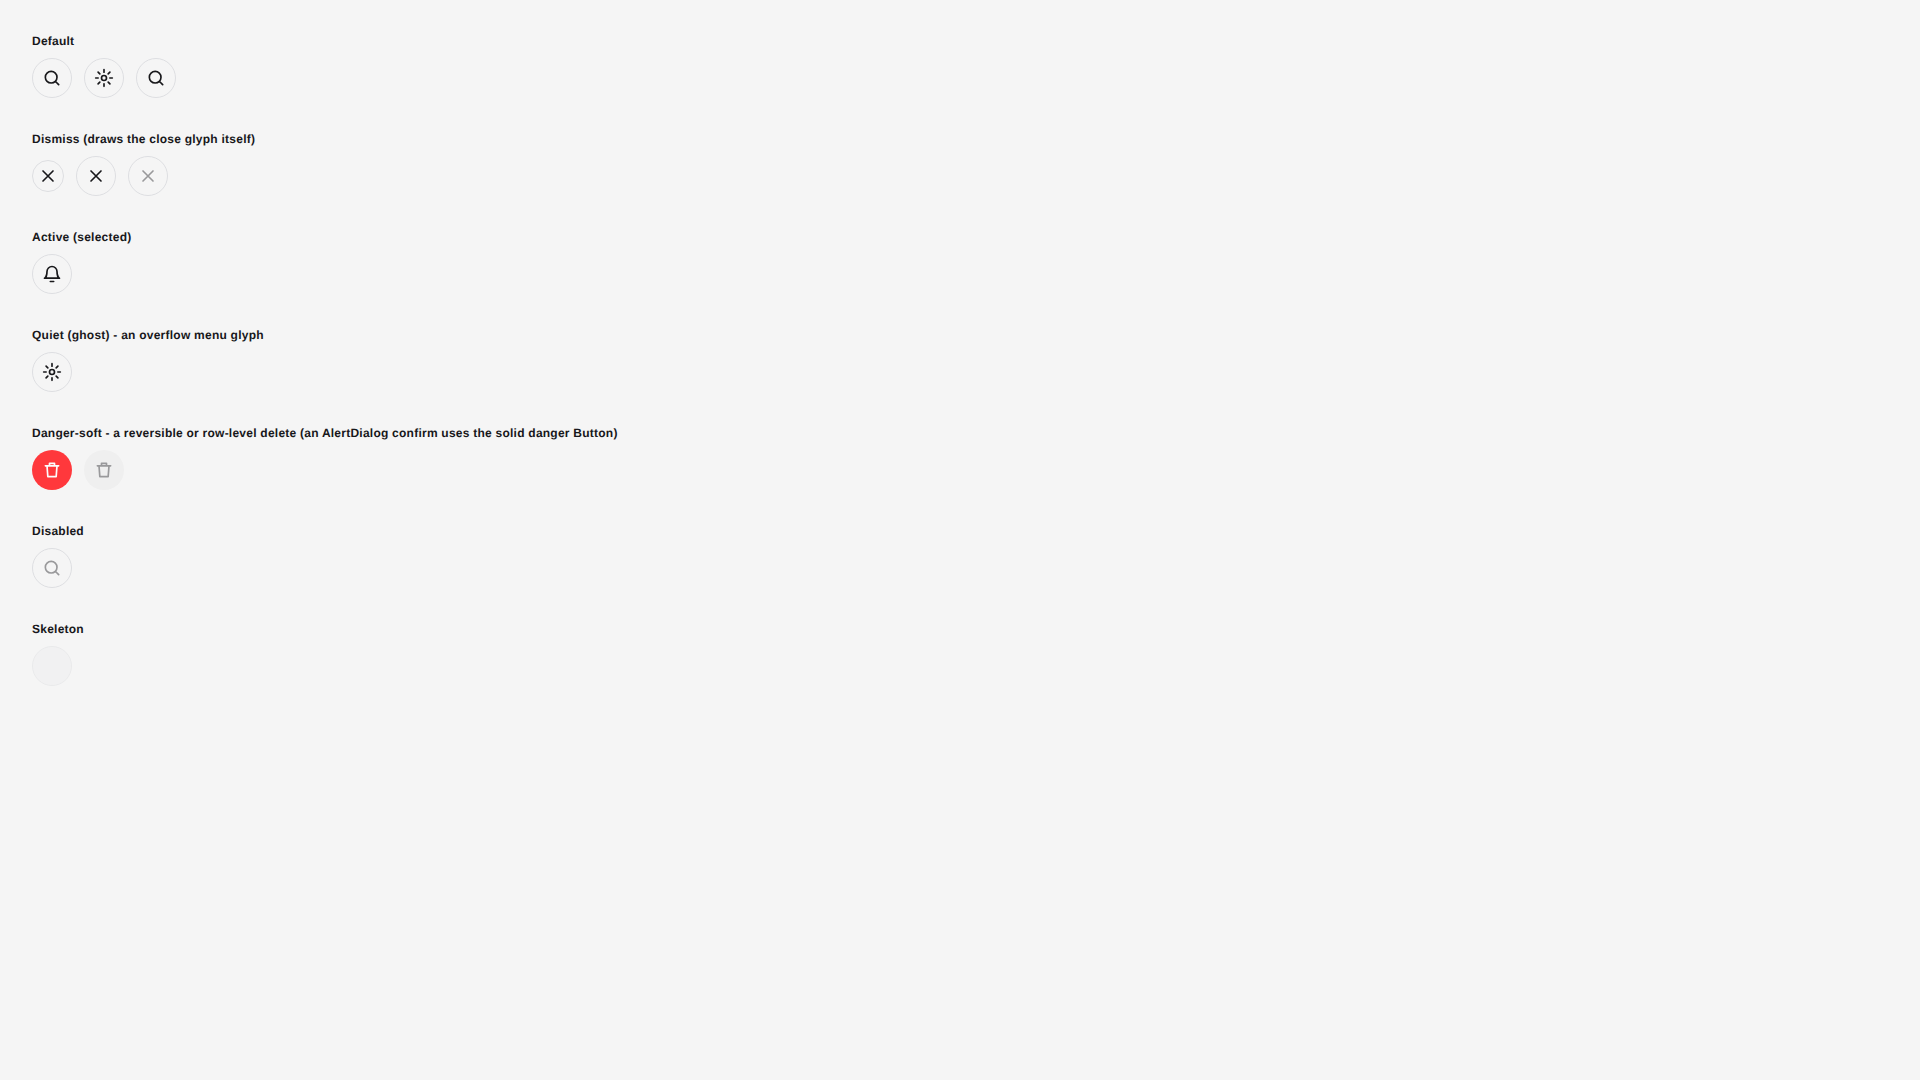 Default
Dismiss (draws the close glyph itself)
Active (selected)
Quiet (ghost) - an overflow menu glyph
Danger-soft - a reversible or row-level delete (an AlertDialog confirm uses the solid danger Button)
Disabled
Skeleton